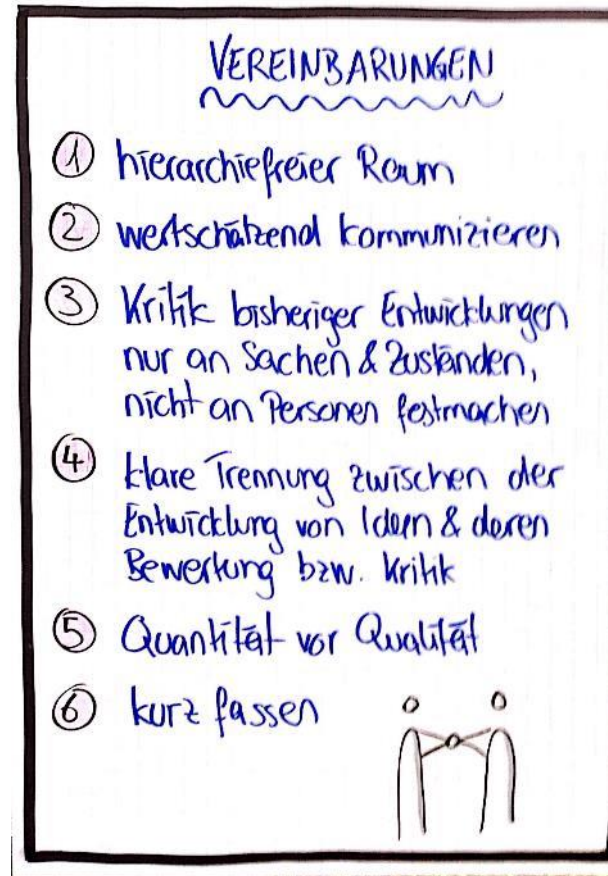 VEREINBARUNGEN
1 hierarchiefreier Raum
2 wertschätzend kommunizieren
3 Kritik bisheriger Entwicklungen
nur an Sachen & Zuständen,
nicht an Personen festmachen
4 klare Trennung zwischen der
Entwicklung von Ideen & deren
Bewertung bzw. Kritik
5 Quantität vor Qualität
6 kurz fassen